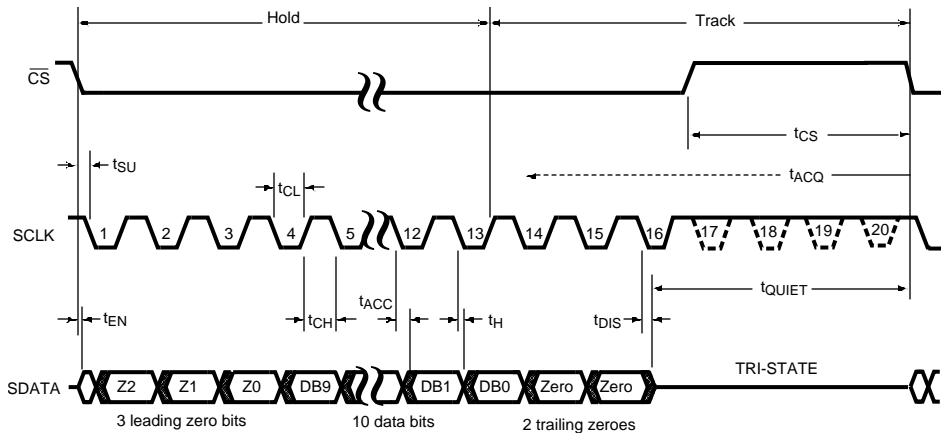 Hold
Track
CS
tCS
tSU
tACQ
tCL
SCLK
1 2 3 4 5 12 13 14 15 16 17 18 19 20
tQUIET
tACC
tEN
tCH
tH
tDIS
TRI-STATE
SDATA
Z2 Z1 Z0 DB9 DB1 DB0 Zero Zero
3 leading zero bits
10 data bits
2 trailing zeroes